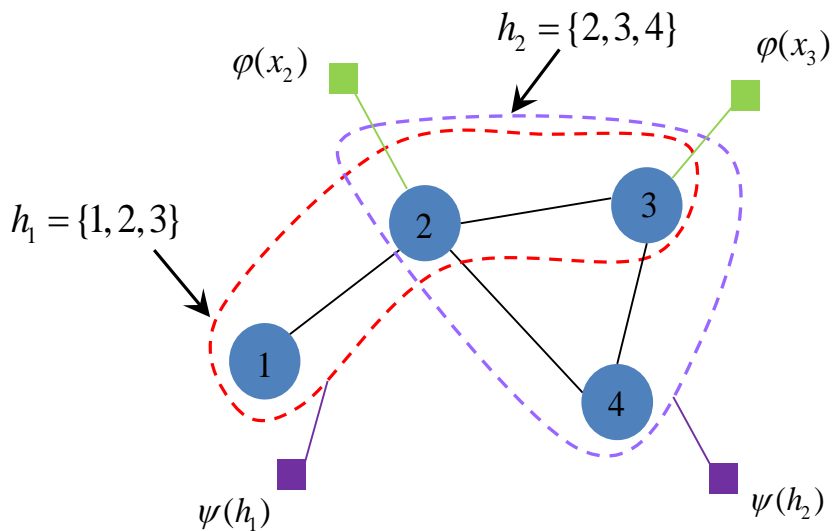 h₂ = {2, 3, 4}
φ(x₂)
φ(x₃)
h₁ = {1, 2, 3}
2
3
1
4
ψ(h₁)
ψ(h₂)